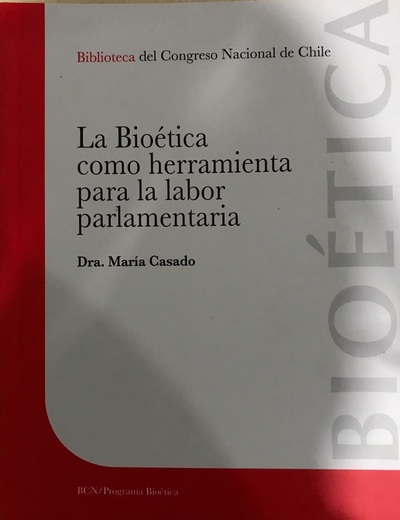 Biblioteca del Congreso Nacional de Chile
La Bioética
como herramienta
para la labor
parlamentaria
Dra. María Casado
BIOÉTICA
BCN/Programa Bioética